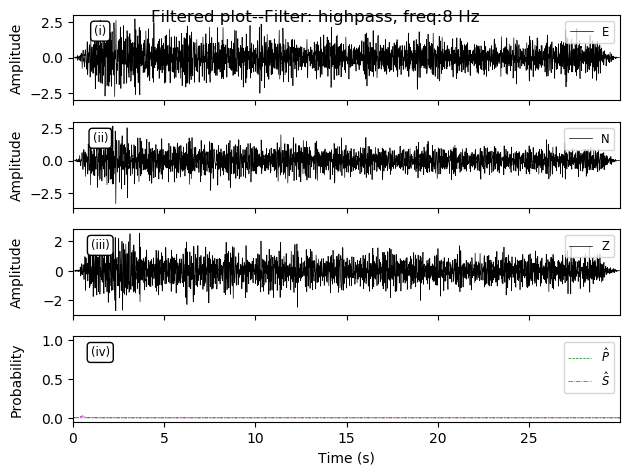 Filtered plot--Filter: highpass, freq:8 Hz
2.5
0.0
−2.5
Amplitude
(i)
E
2.5
0.0
−2.5
Amplitude
(ii)
N
2
0
−2
Amplitude
(iii)
Z
1.0
0.5
0.0
Probability
(iv)
P̂
Ŝ
0 5 10 15 20 25
Time (s)